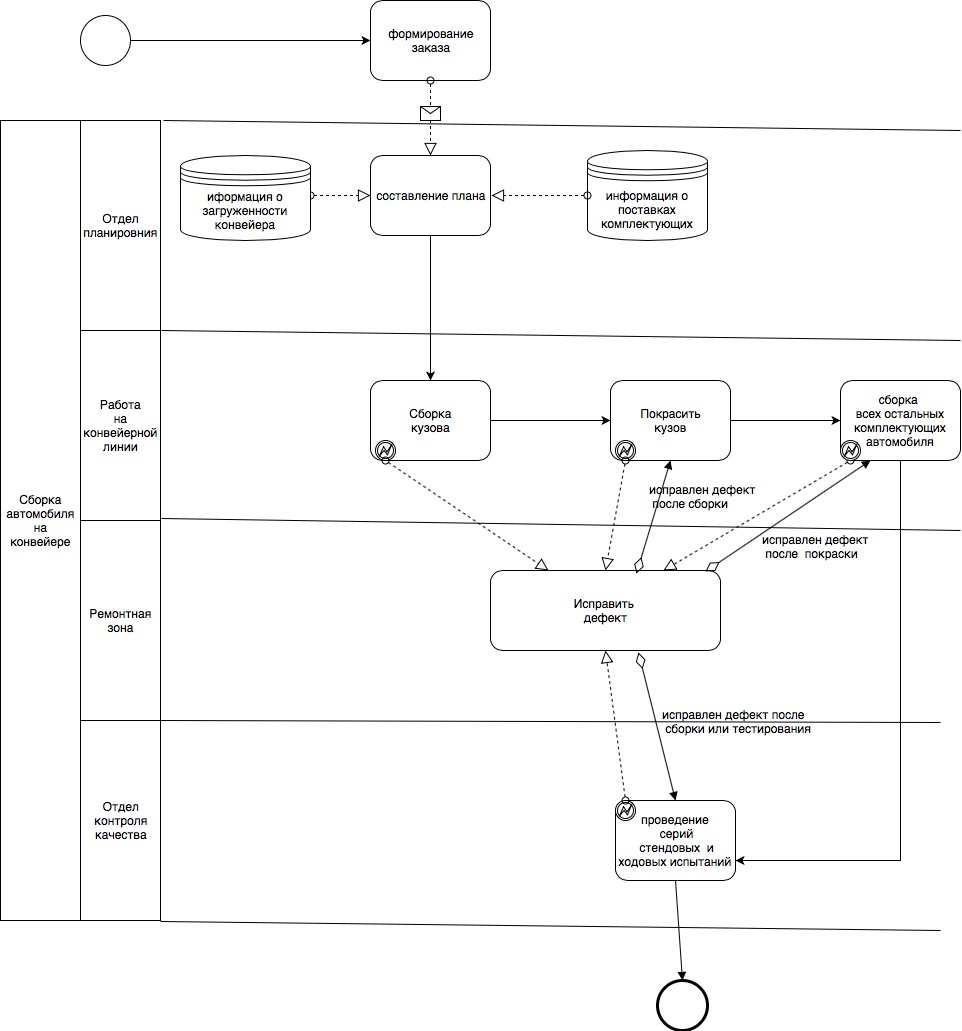 формирование
заказа
Сборка
автомобиля
на
конвейере
Отдел
планировния
иформация о
загруженности
конвейера
составление плана
информация о
поставках
комплектующих
Работа
на
конвейерной
линии
Сборка
кузова
Покрасить
кузов
сборка
всех остальных
комплектующих
автомобиля
исправлен дефект
после сборки
исправлен дефект
после покраски
Ремонтная
зона
Исправить
дефект
исправлен дефект после
сборки или тестирования
Отдел
контроля
качества
проведение
серий
стендовых и
ходовых испытаний